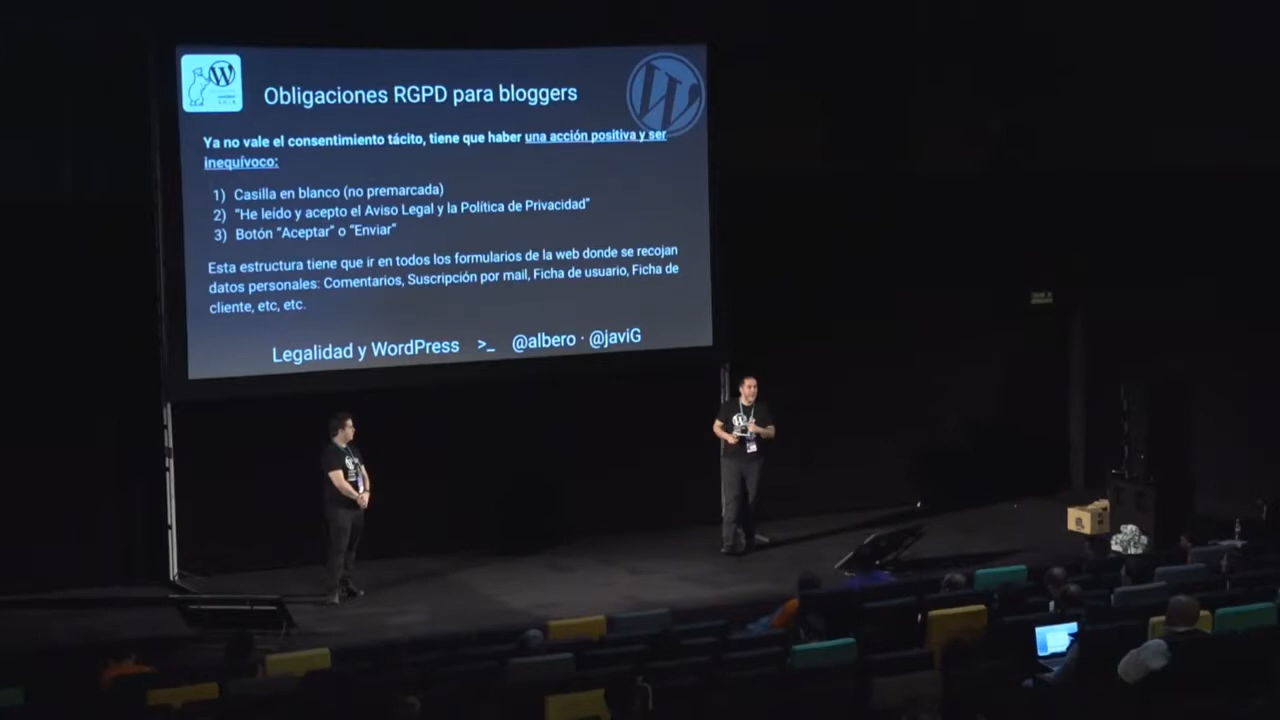 Obligaciones RGPD para bloggers
Ya no vale el consentimiento tácito, tiene que haber una acción positiva y ser
inequívoco:
1) Casilla en blanco (no premarcada)
2) “He leído y acepto el Aviso Legal y la Política de Privacidad”
3) Botón “Aceptar” o “Enviar”
Esta estructura tiene que ir en todos los formularios de la web donde se recojan
datos personales: Comentarios, Suscripción por mail, Ficha de usuario, Ficha de
cliente, etc, etc.
Legalidad y WordPress >_ @albero · @javiG